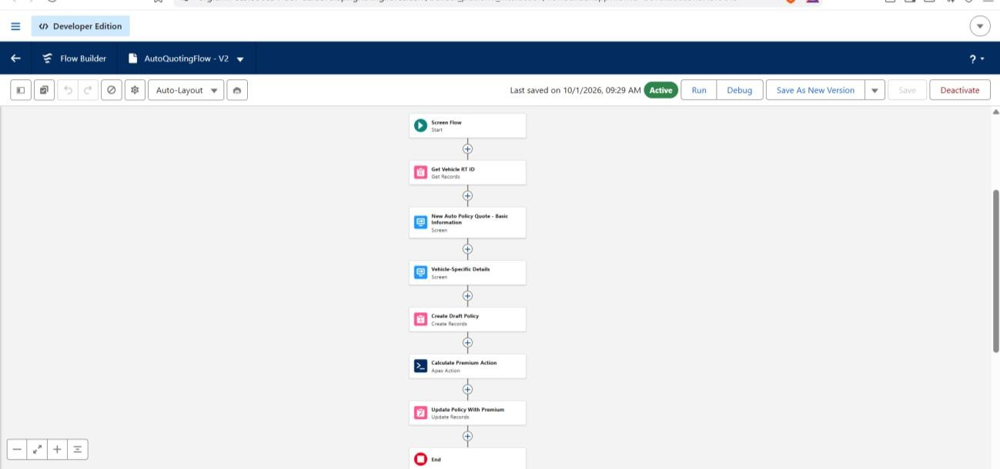 Developer Edition
Flow Builder
AutoQuotingFlow - V2
?
Auto-Layout
Last saved on 10/1/2026, 09:29 AM
Active
Run
Debug
Save As New Version
Save
Deactivate
Screen Flow
Start
Get Vehicle RT ID
Get Records
New Auto Policy Quote - Basic
Information
Screen
Vehicle-Specific Details
Screen
Create Draft Policy
Create Records
Calculate Premium Action
Apex Action
Update Policy With Premium
Update Records
End